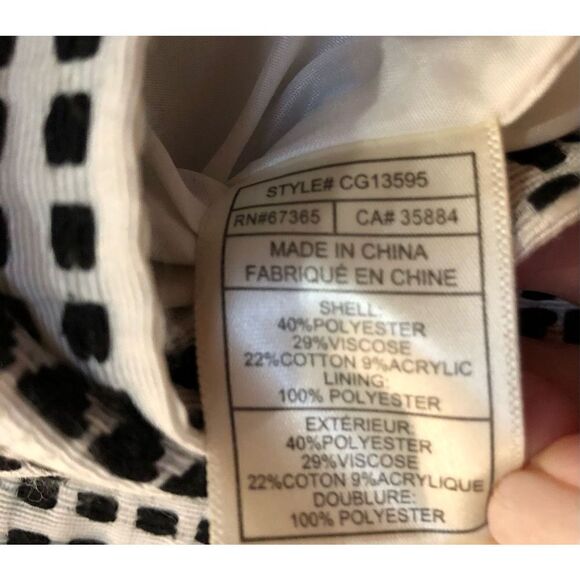 STYLE# CG13595
RN#67365 CA# 35884
MADE IN CHINA
FABRIQUÉ EN CHINE
SHELL:
40%POLYESTER
29%VISCOSE
22%COTTON 9%ACRYLIC
LINING:
100% POLYESTER
EXTÉRIEUR:
40%POLYESTER
29%VISCOSE
22%COTTON 9%ACRYLIQUE
DOUBLURE:
100% POLYESTER